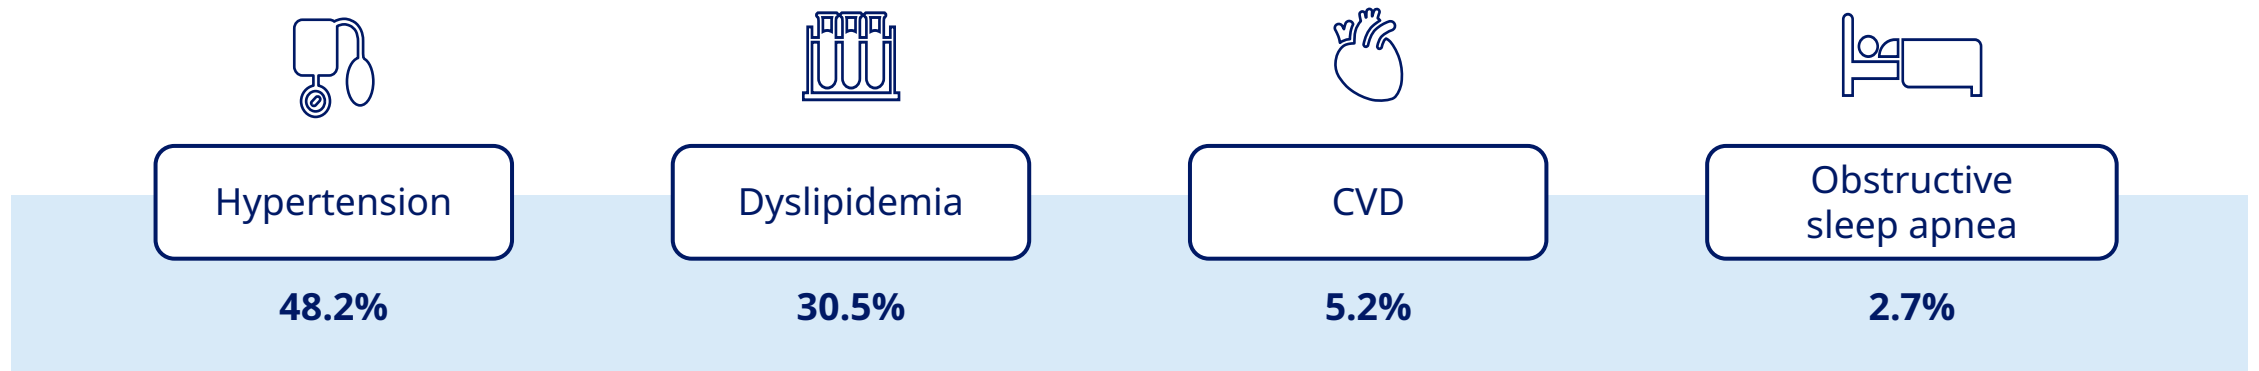 Hypertension
Dyslipidemia
CVD
Obstructive
sleep apnea
48.2%
30.5%
5.2%
2.7%